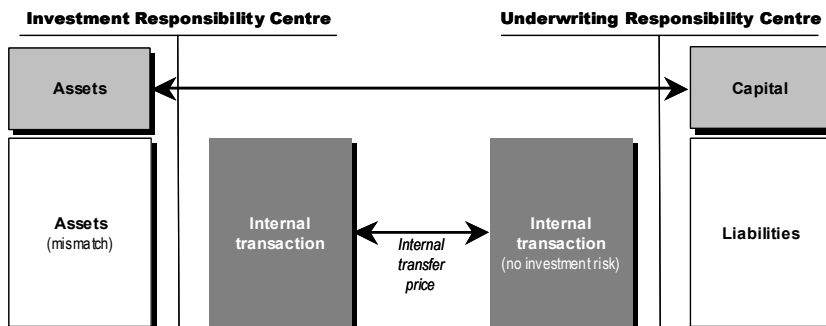 Investment Responsibility Centre
Underwriting Responsibility Centre
Assets
Capital
Assets
(mismatch)
Internal
transaction
Internal
transfer
price
Internal
transaction
(no investment risk)
Liabilities